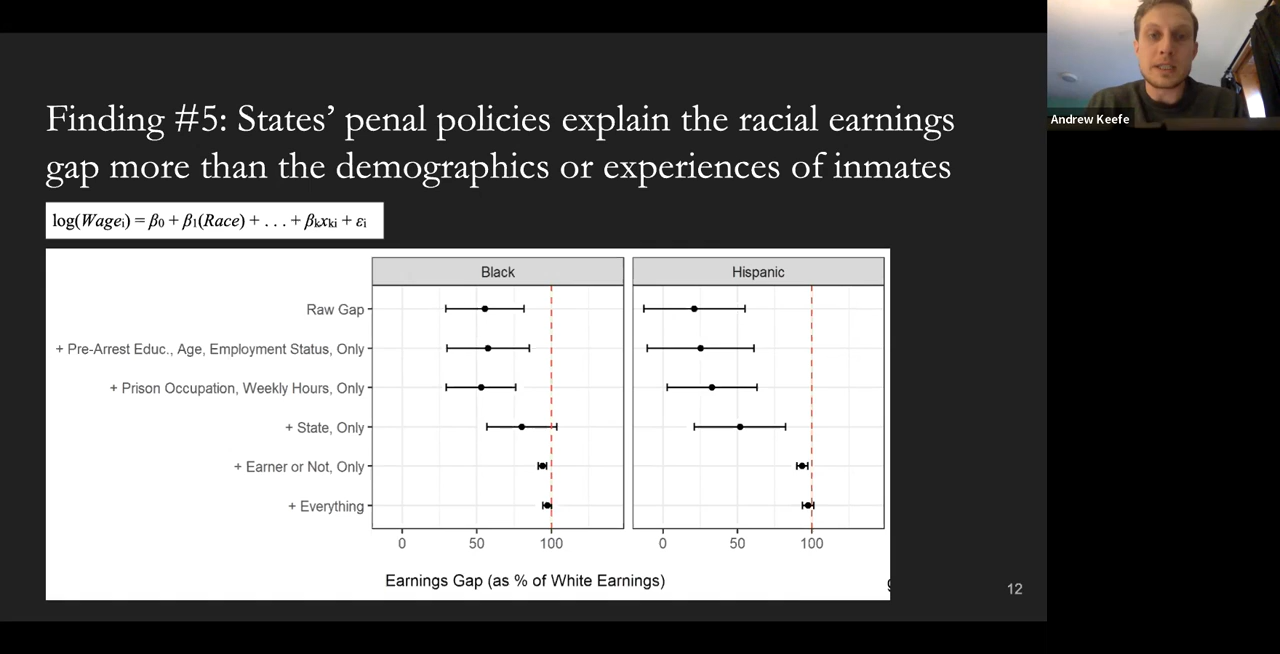 Finding #5: States’ penal policies explain the racial earnings
gap more than the demographics or experiences of inmates
log(Wageᵢ) = β₀ + β₁(Race) + . . . + βₖxₖᵢ + εᵢ
Black
Hispanic
Raw Gap
+ Pre-Arrest Educ., Age, Employment Status, Only
+ Prison Occupation, Weekly Hours, Only
+ State, Only
+ Earner or Not, Only
+ Everything
0 50 100
0 50 100
Earnings Gap (as % of White Earnings)
12
Andrew Keefe